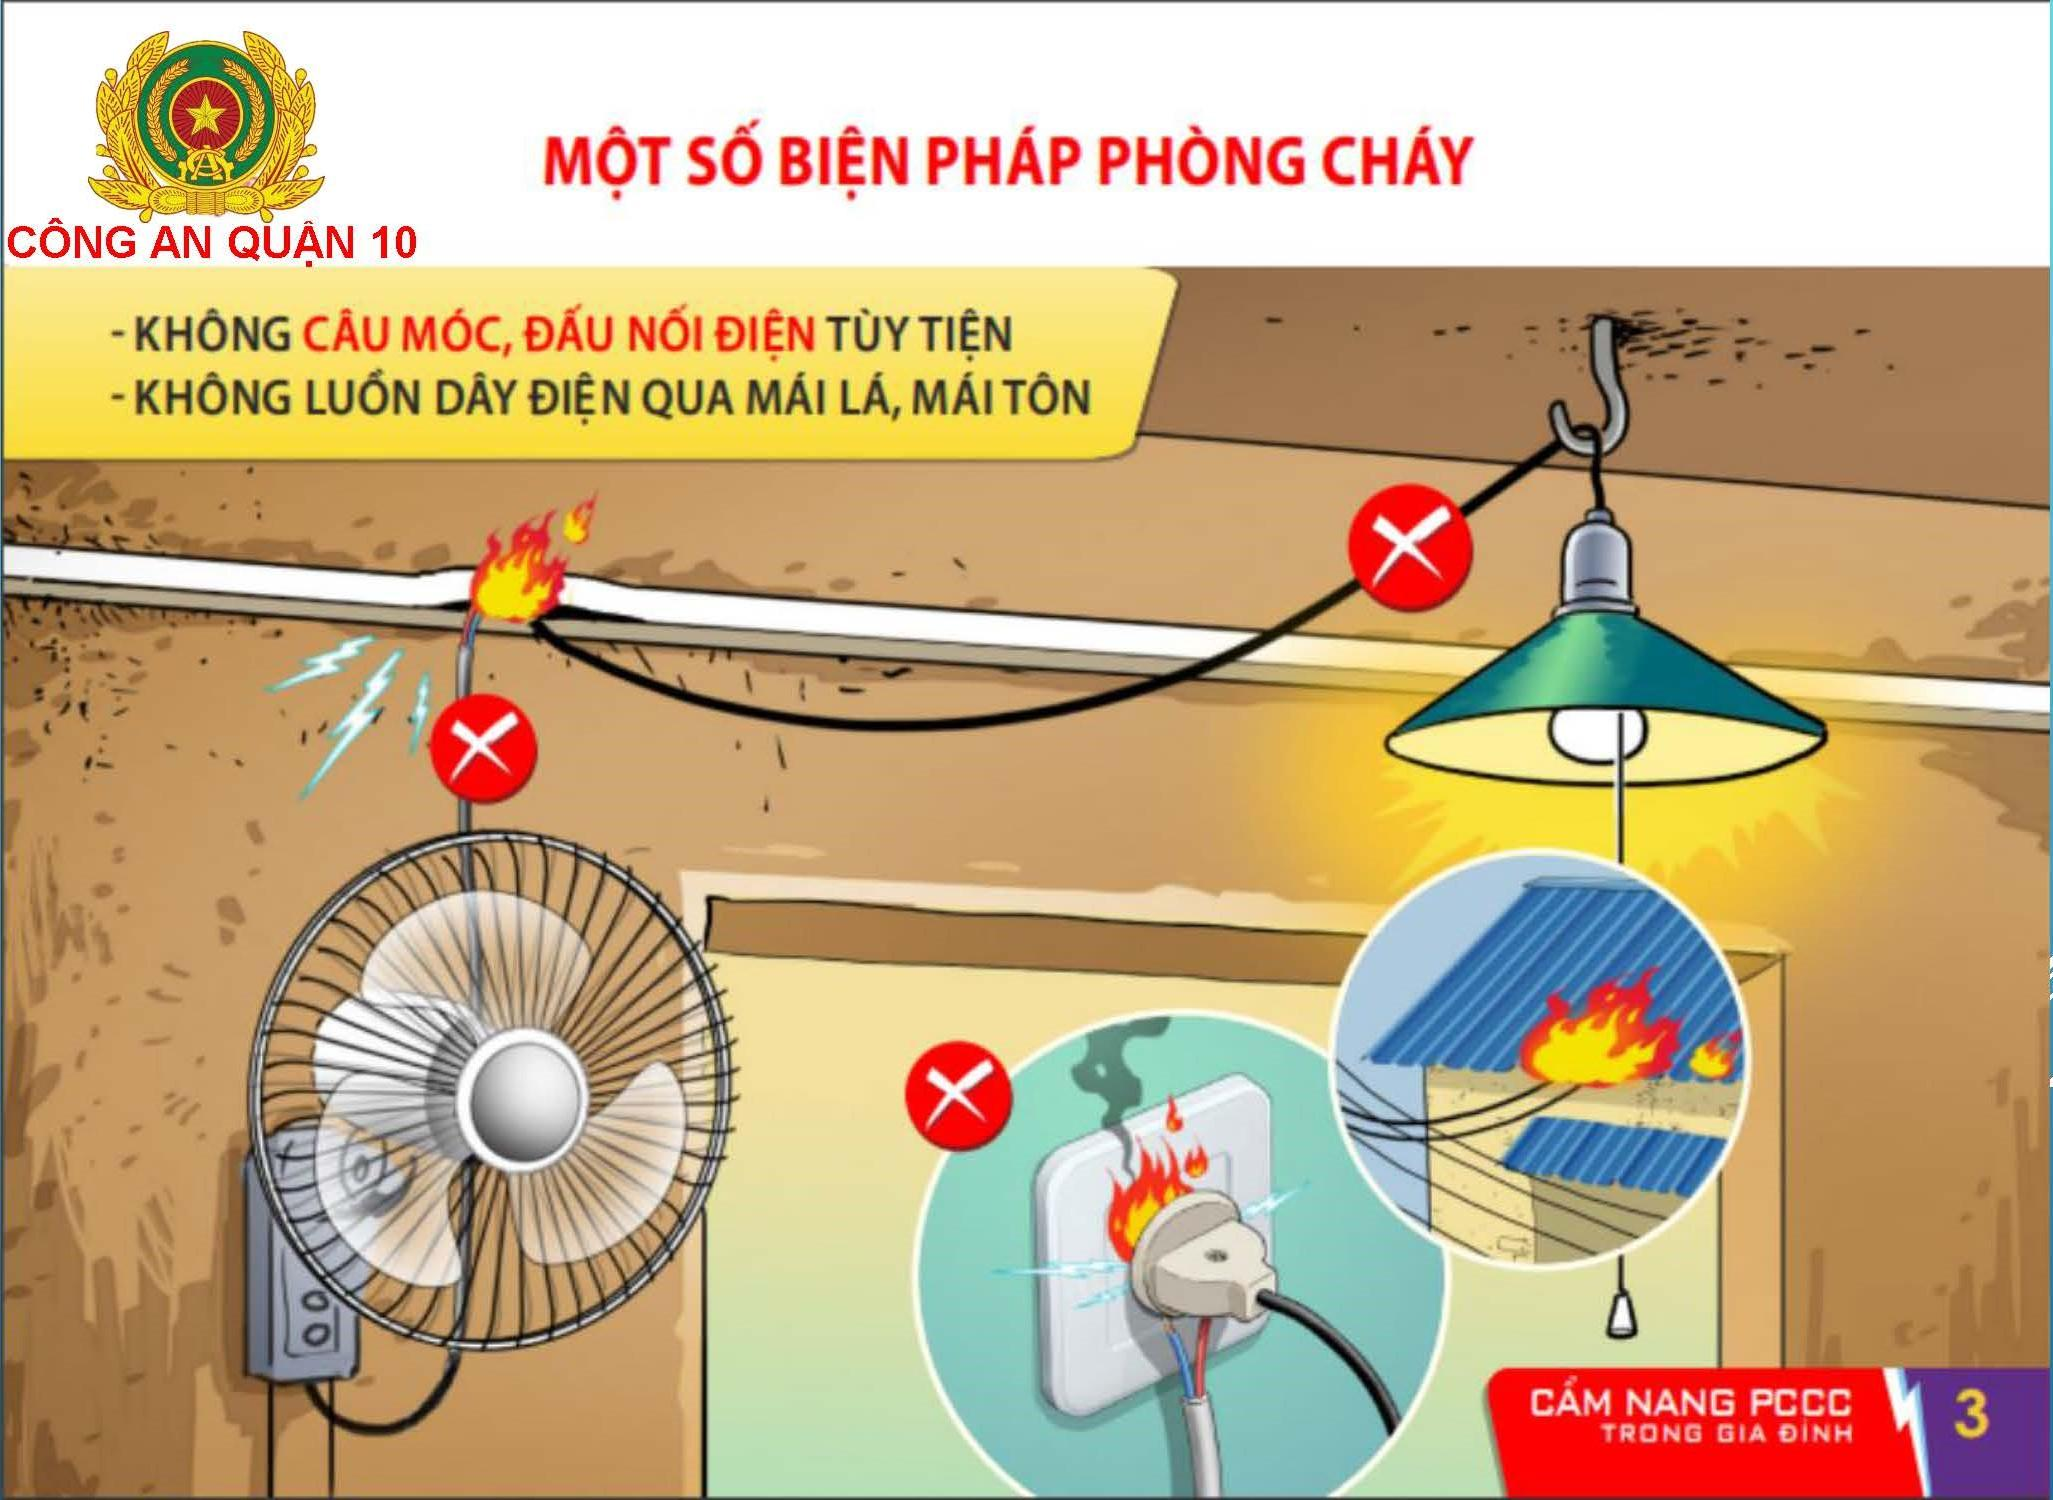 MỘT SỐ BIỆN PHÁP PHÒNG CHÁY
CÔNG AN QUẬN 10
- KHÔNG CÂU MÓC, ĐẤU NỐI ĐIỆN TÙY TIỆN
- KHÔNG LUỒN DÂY ĐIỆN QUA MÁI LÁ, MÁI TÔN
CẨM NANG PCCC
TRONG GIA ĐÌNH
3